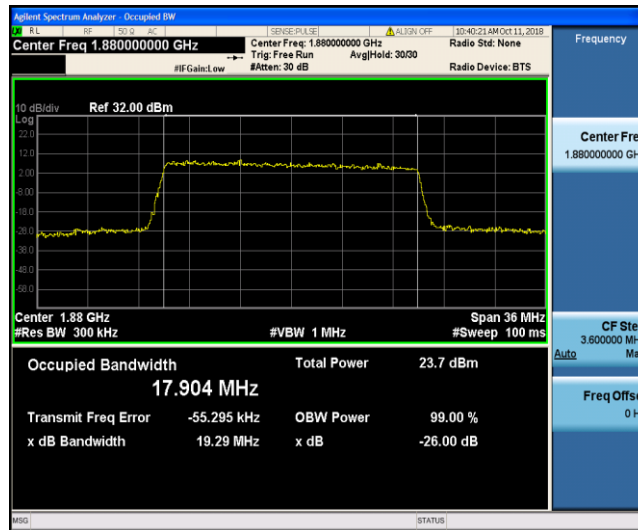 Agilent Spectrum Analyzer - Occupied BW
RL RF 50 Ω AC SENSE:PULSE ALIGN OFF 10:40:21 AM Oct 11, 2018
Center Freq 1.880000000 GHz
Center Freq: 1.880000000 GHz
Radio Std: None
Trig: Free Run Avg|Hold: 30/30
#IFGain:Low #Atten: 30 dB Radio Device: BTS
Frequency
10 dB/div Ref 32.00 dBm
Log
22.0
12.0
2.00
-8.00
-18.0
-28.0
-38.0
-48.0
-58.0
Center 1.88 GHz Span 36 MHz
#Res BW 300 kHz #VBW 1 MHz #Sweep 100 ms
Occupied Bandwidth Total Power 23.7 dBm
17.904 MHz
Transmit Freq Error -55.295 kHz OBW Power 99.00 %
x dB Bandwidth 19.29 MHz x dB -26.00 dB
Center Fre
1.880000000 GH
CF Ste
3.600000 MH
Auto Ma
Freq Offs
0 H
MSG STATUS